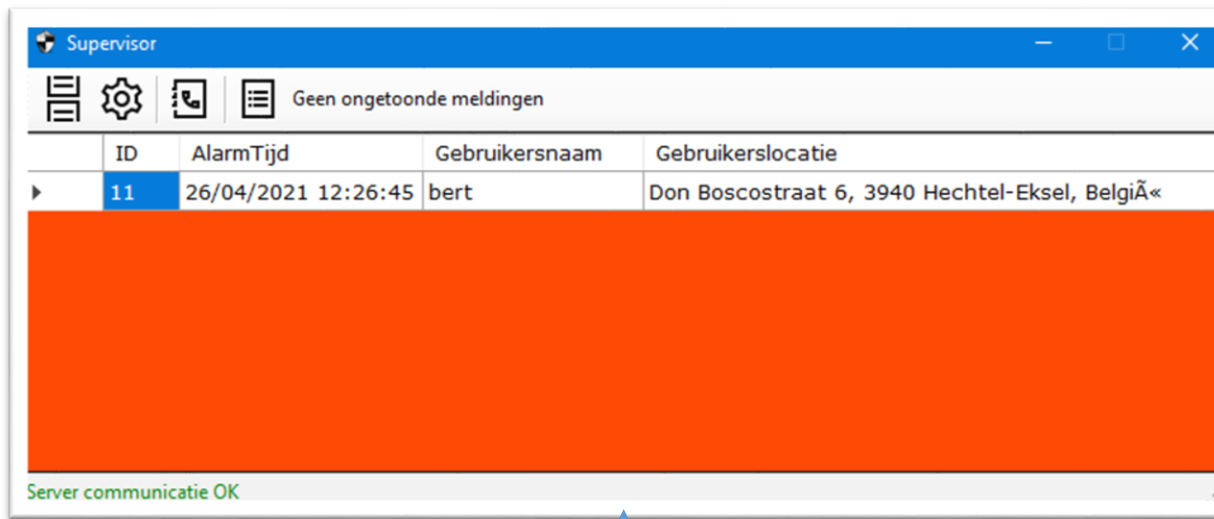 Supervisor
Geen ongetoonde meldingen
ID AlarmTijd Gebruikersnaam Gebruikerslocatie
11 26/04/2021 12:26:45 bert Don Boscostraat 6, 3940 Hechtel-Eksel, BelgiÃ«
Server communicatie OK